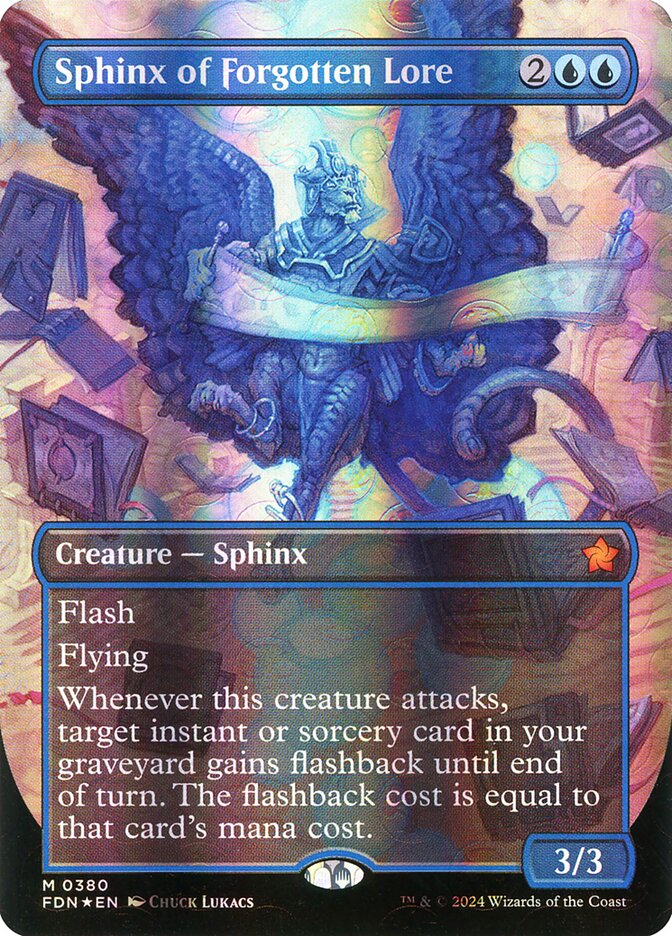 Sphinx of Forgotten Lore 2
Creature — Sphinx
Flash
Flying
Whenever this creature attacks,
target instant or sorcery card in your
graveyard gains flashback until end
of turn. The flashback cost is equal to
that card's mana cost.
3/3
M 0380
FDN★EN Chuck Lukacs
™ & © 2024 Wizards of the Coast